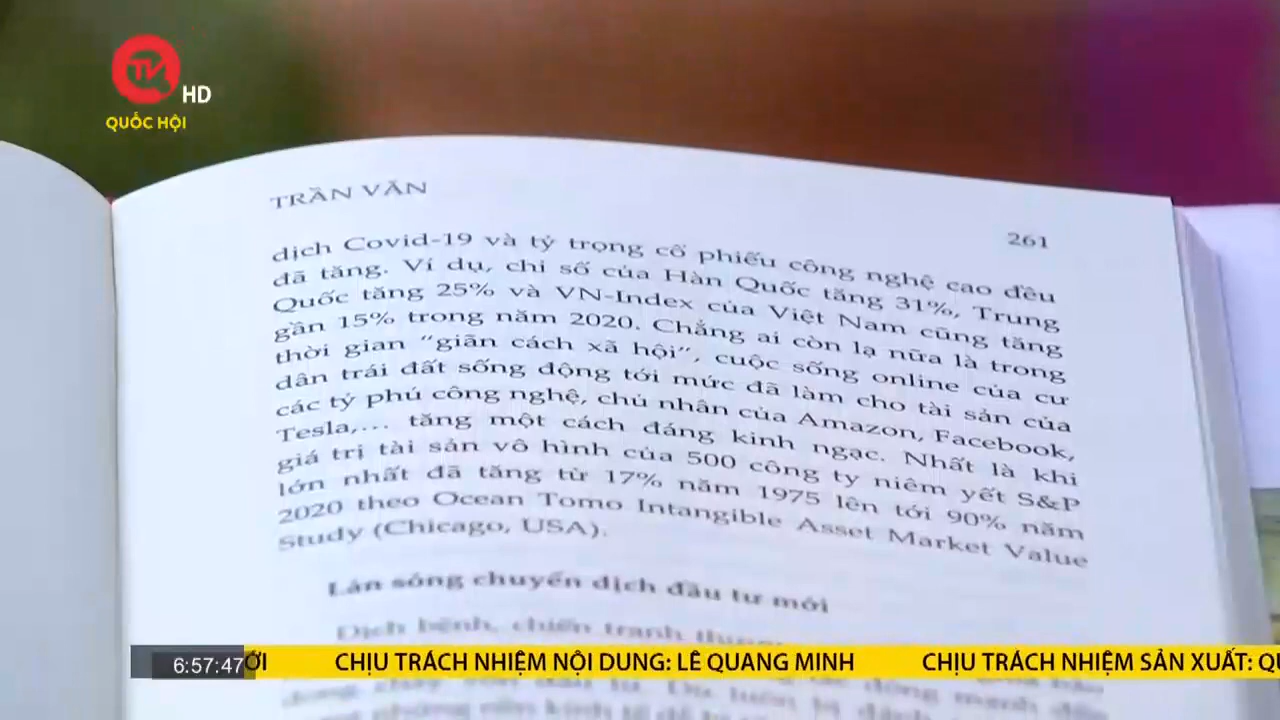 TV
HD
QUỐC HỘI
TRẦN VĂN
261
dịch Covid-19 và tỷ trọng cổ phiếu công nghệ cao đều
đã tăng. Ví dụ, chỉ số của Hàn Quốc tăng 31%, Trung
Quốc tăng 25% và VN-Index của Việt Nam cũng tăng
gần 15% trong năm 2020. Chẳng ai còn lạ nữa là trong
thời gian “giãn cách xã hội”, cuộc sống online của cư
dân trái đất sống động tới mức đã làm cho tài sản của
các tỷ phú công nghệ, chủ nhân của Amazon, Facebook,
Tesla,... tăng một cách đáng kinh ngạc. Nhất là khi
giá trị tài sản vô hình của 500 công ty niêm yết S&P
lớn nhất đã tăng từ 17% năm 1975 lên tới 90% năm
2020 theo Ocean Tomo Intangible Asset Market Value
Study (Chicago, USA).
Làn sóng chuyển dịch đầu tư mới
Dịch bệnh, chiến tranh
6:57:47 ỚI CHỊU TRÁCH NHIỆM NỘI DUNG: LÊ QUANG MINH CHỊU TRÁCH NHIỆM SẢN XUẤT: